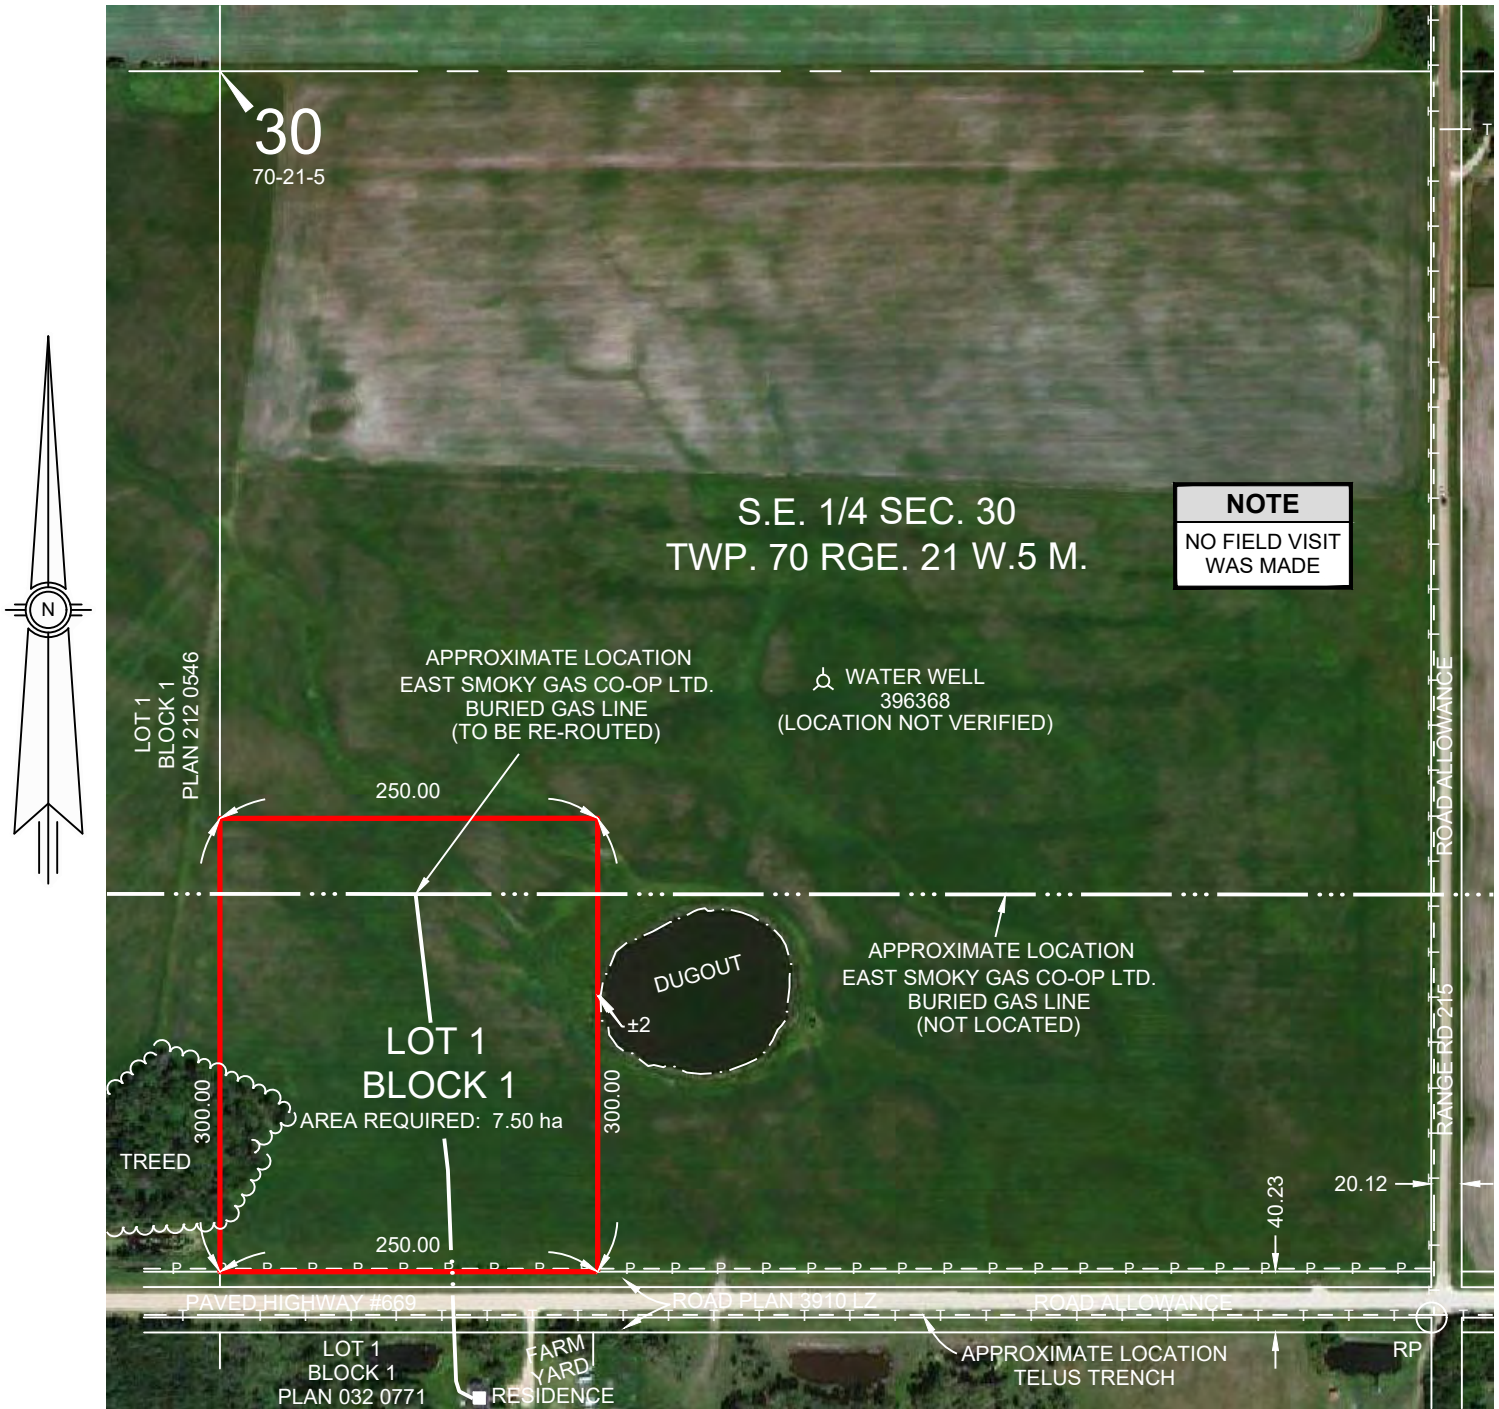 30
70-21-5
S.E. 1/4 SEC. 30
TWP. 70 RGE. 21 W.5 M.
NOTE
NO FIELD VISIT
WAS MADE
N
LOT 1
BLOCK 1
PLAN 212 0546
APPROXIMATE LOCATION
EAST SMOKY GAS CO-OP LTD.
BURIED GAS LINE
(TO BE RE-ROUTED)
WATER WELL
396368
(LOCATION NOT VERIFIED)
ROAD ALLOWANCE
RANGE RD 215
250.00
DUGOUT
±2
APPROXIMATE LOCATION
EAST SMOKY GAS CO-OP LTD.
BURIED GAS LINE
(NOT LOCATED)
LOT 1
BLOCK 1
AREA REQUIRED: 7.50 ha
300.00
300.00
TREED
250.00
40.23
20.12
P P P P P P P P P P P P P P P P P P P P P P P P P P P P
PAVED HIGHWAY #669
ROAD PLAN 3910 LZ
ROAD ALLOWANCE
LOT 1
BLOCK 1
PLAN 032 0771
FARM
YARD
RESIDENCE
APPROXIMATE LOCATION
TELUS TRENCH
RP